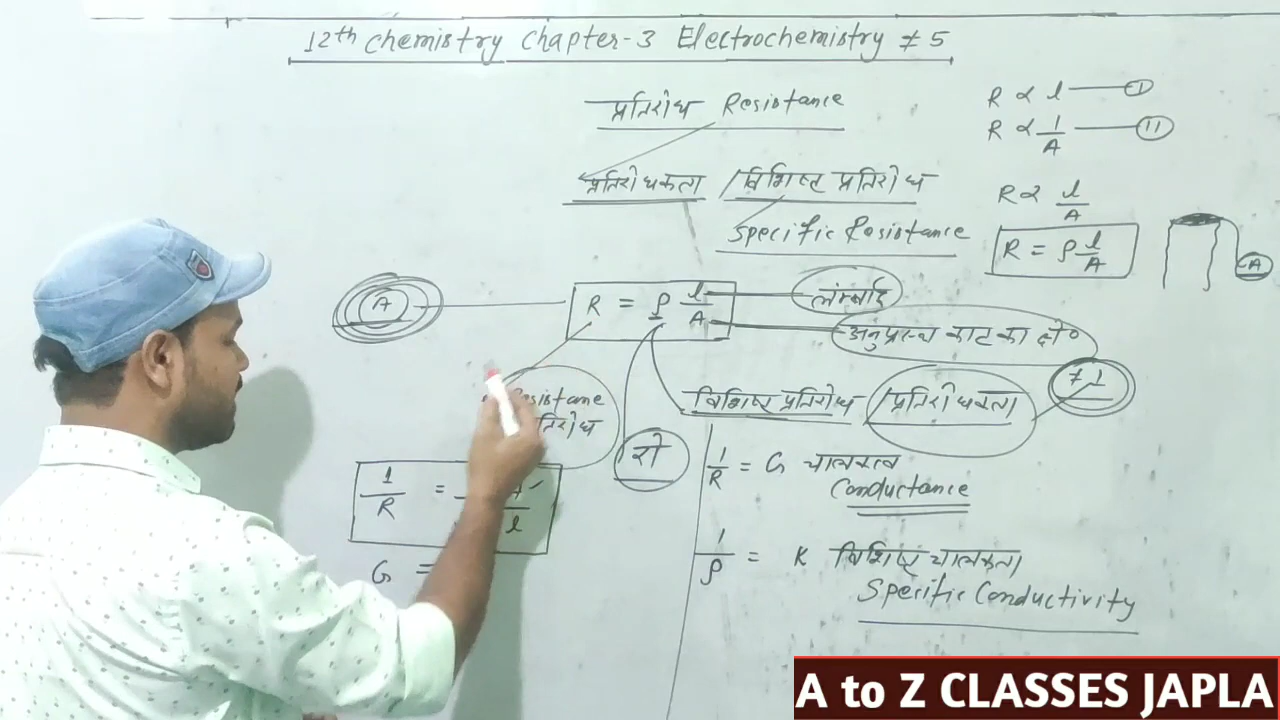 12th Chemistry Chapter-3 Electrochemistry # 5
प्रतिरोध Resistance
R ∝ l — I
R ∝ 1/A — II
प्रतिरोधकता / विशिष्ट प्रतिरोध
Specific Resistance
R ∝ l/A
R = ρ l/A
A
A
R = ρ l/A
लंम्बाई
अनुप्रस्थ काट का क्षे०
विशिष्ट प्रतिरोध / प्रतिरोधकता
# 1
रो
1/R =
l
G =
1/R = G चालकत्व
Conductance
1/ρ = K विशिष्ट चालकता
Specific Conductivity
A to Z CLASSES JAPLA